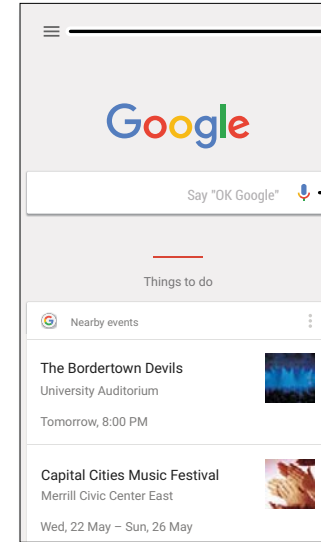 Google
Say "OK Google"
Things to do
Nearby events
The Bordertown Devils
University Auditorium
Tomorrow, 8:00 PM
Capital Cities Music Festival
Merrill Civic Center East
Wed, 22 May – Sun, 26 May